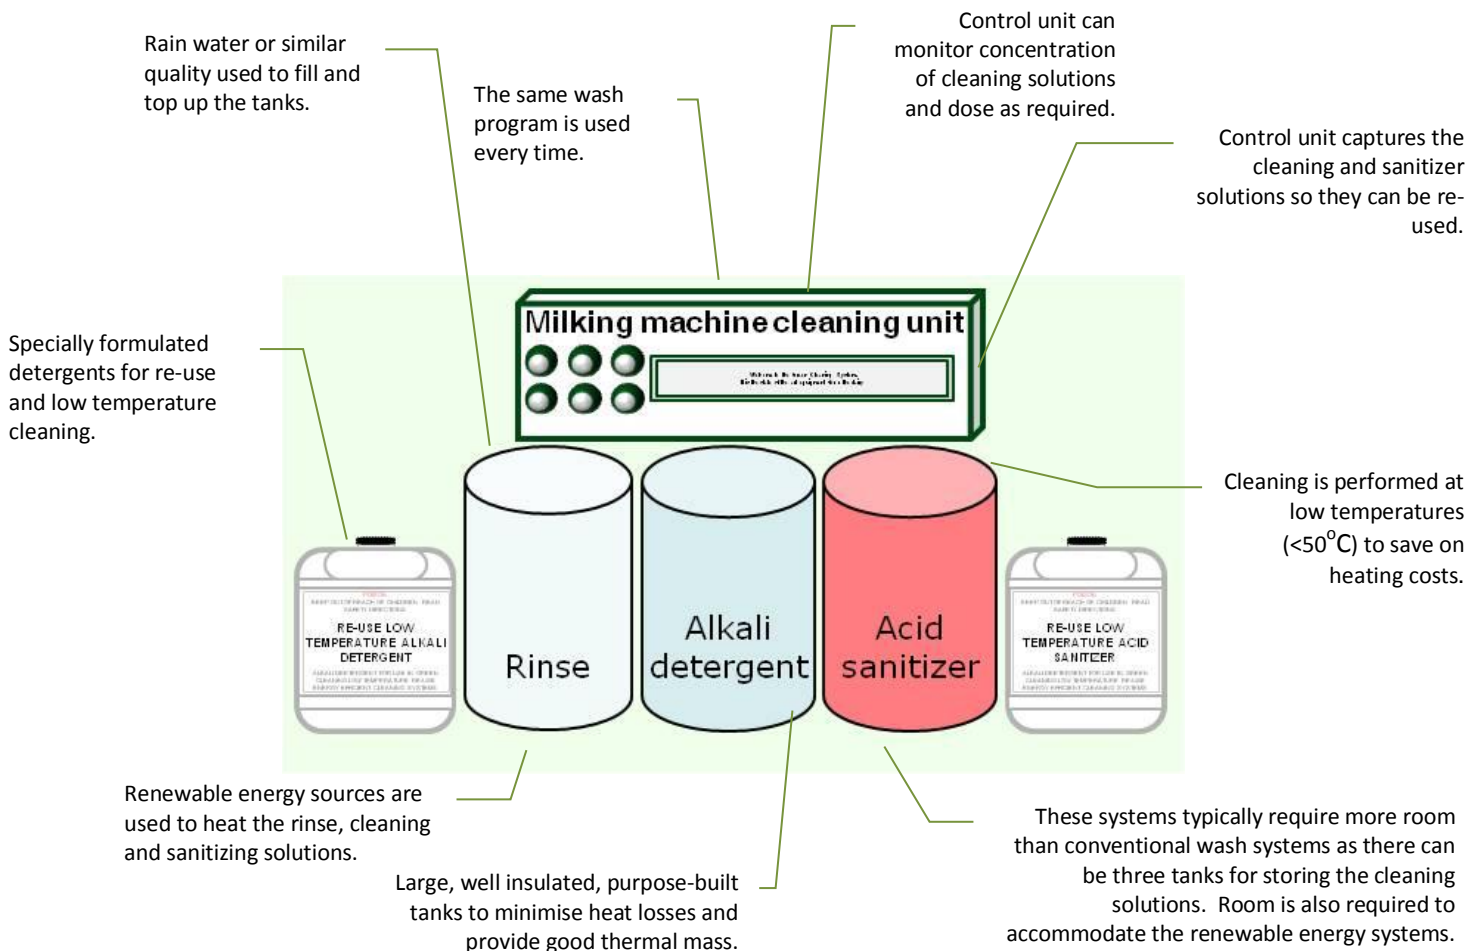 Rain water or similar
quality used to fill and
top up the tanks.
The same wash
program is used
every time.
Control unit can
monitor concentration
of cleaning solutions
and dose as required.
Control unit captures the
cleaning and sanitizer
solutions so they can be re-
used.
Milking machine cleaning unit
Specially formulated
detergents for re-use
and low temperature
cleaning.
Cleaning is performed at
low temperatures
(<50°C) to save on
heating costs.
RE-USE LOW
TEMPERATURE ALKALI
DETERGENT
Rinse
Alkali
detergent
Acid
sanitizer
RE-USE LOW
TEMPERATURE ACID
SANITIZER
Renewable energy sources are
used to heat the rinse, cleaning
and sanitizing solutions.
Large, well insulated, purpose-built
tanks to minimise heat losses and
provide good thermal mass.
These systems typically require more room
than conventional wash systems as there can
be three tanks for storing the cleaning
solutions. Room is also required to
accommodate the renewable energy systems.